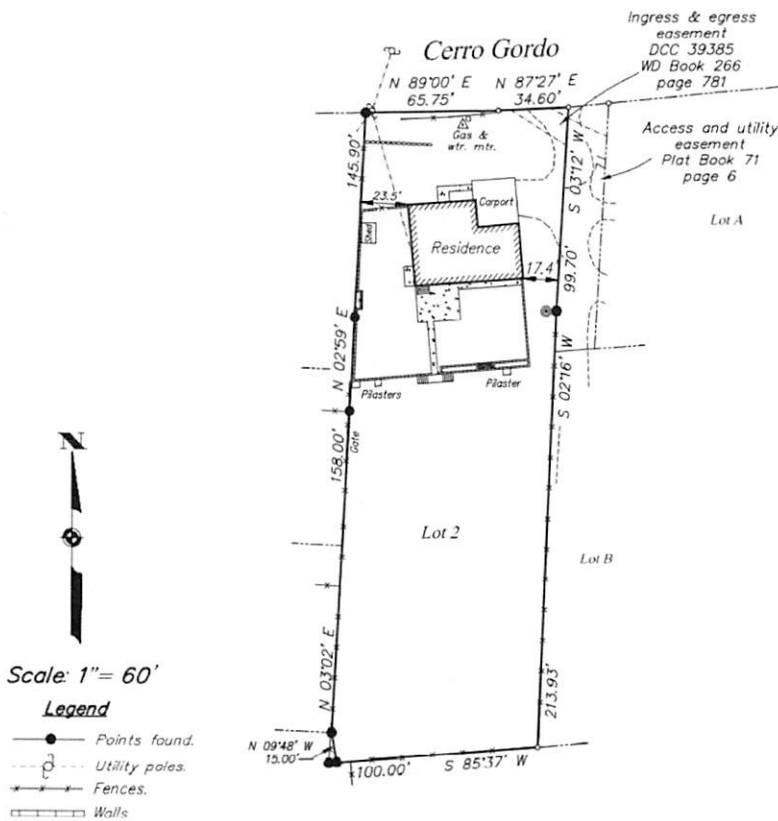 Cerro Gordo
Ingress & egress
easement
DCC 39385
WD Book 266
page 781
N 89°00' E
65.75'
N 87°27' E
34.60'
Gas &
wtr. mtr.
Access and utility
easement
Plat Book 71
page 6
145.90'
S 03°12' W
Lot A
23.5'
Carport
Shed
Residence
17.4'
99.70'
N 02°59' E
S 02°16' W
Pilasters
Pilaster
Gate
158.00'
N
Lot 2
Lot B
Scale: 1"= 60'
N 03°02' E
213.93'
Legend
Points found.
N 09°48' W
15.00'
100.00'
S 85°37' W
Utility poles.
Fences.
Walls